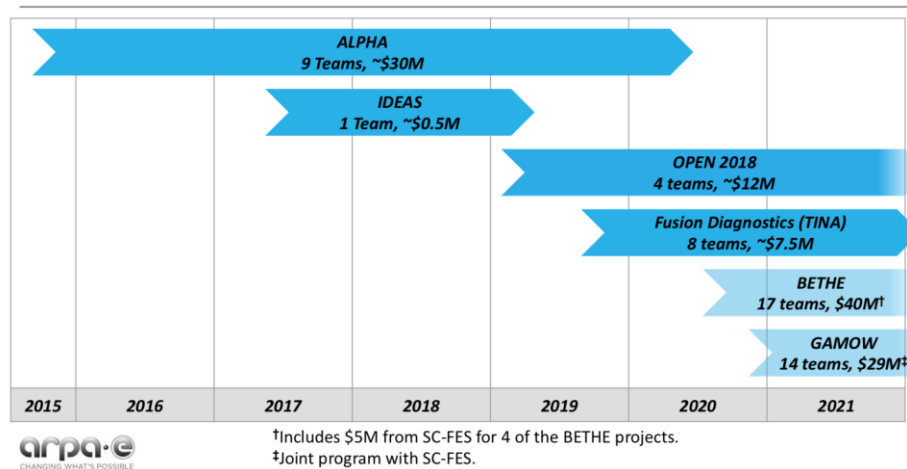 ALPHA
9 Teams, ~$30M
IDEAS
1 Team, ~$0.5M
OPEN 2018
4 teams, ~$12M
Fusion Diagnostics (TINA)
8 teams, ~$7.5M
BETHE
17 teams, $40M†
GAMOW
14 teams, $29M‡
2015 2016 2017 2018 2019 2020 2021
†Includes $5M from SC-FES for 4 of the BETHE projects.
‡Joint program with SC-FES.
arpa·e
CHANGING WHAT'S POSSIBLE